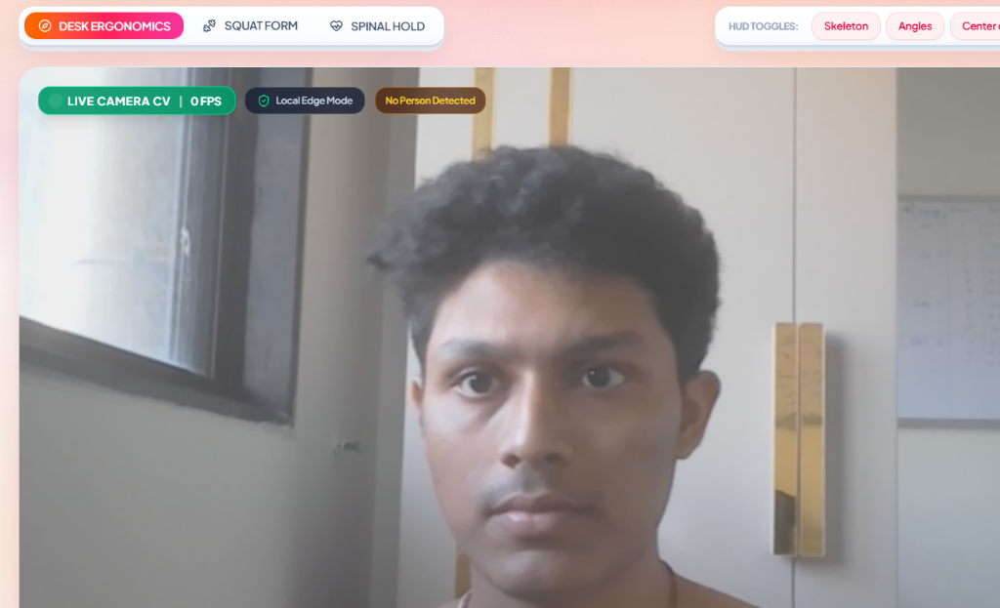 DESK ERGONOMICS SQUAT FORM SPINAL HOLD HUD TOGGLES: Skeleton Angles Center
LIVE CAMERA CV | 0 FPS Local Edge Mode No Person Detected